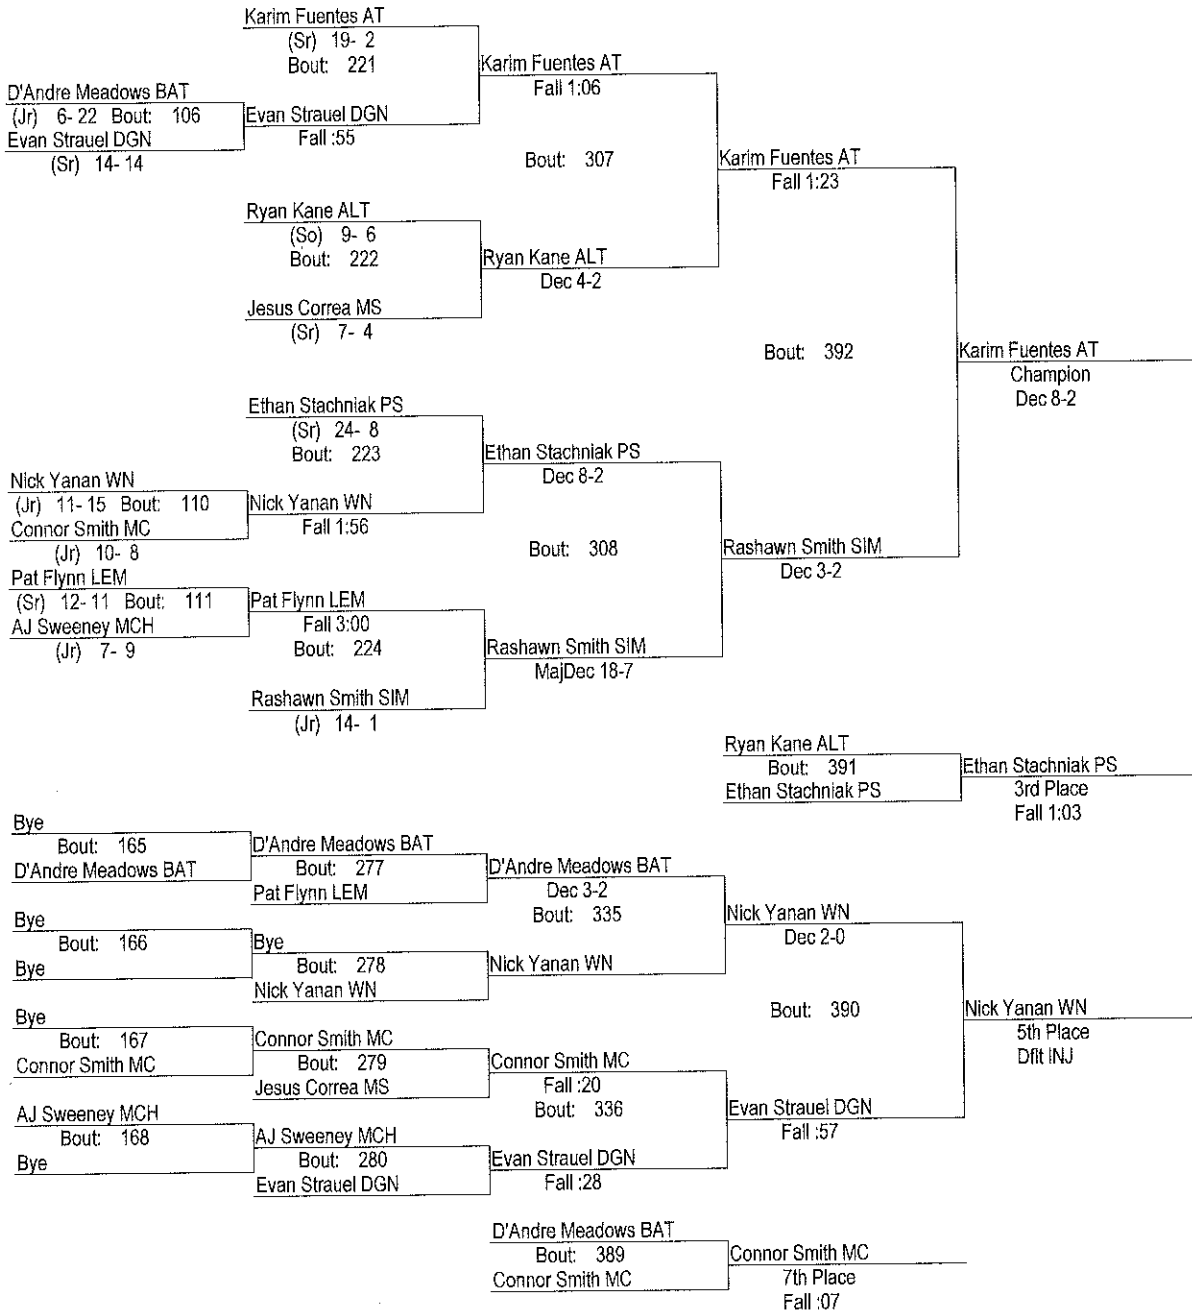 Karim Fuentes AT
(Sr) 19- 2
Bout: 221
Karim Fuentes AT
Fall 1:06
D'Andre Meadows BAT
(Jr) 6- 22 Bout: 106
Evan Strauel DGN
(Sr) 14- 14
Evan Strauel DGN
Fall :55
Bout: 307
Karim Fuentes AT
Fall 1:23
Ryan Kane ALT
(So) 9- 6
Bout: 222
Ryan Kane ALT
Dec 4-2
Jesus Correa MS
(Sr) 7- 4
Bout: 392
Karim Fuentes AT
Champion
Dec 8-2
Ethan Stachniak PS
(Sr) 24- 8
Bout: 223
Ethan Stachniak PS
Dec 8-2
Nick Yanan WN
(Jr) 11- 15 Bout: 110
Connor Smith MC
(Jr) 10- 8
Nick Yanan WN
Fall 1:56
Bout: 308
Rashawn Smith SIM
Dec 3-2
Pat Flynn LEM
(Sr) 12- 11 Bout: 111
AJ Sweeney MCH
(Jr) 7- 9
Pat Flynn LEM
Fall 3:00
Bout: 224
Rashawn Smith SIM
MajDec 18-7
Rashawn Smith SIM
(Jr) 14- 1
Ryan Kane ALT
Bout: 391
Ethan Stachniak PS
Ethan Stachniak PS
3rd Place
Fall 1:03
Bye
Bout: 165
D'Andre Meadows BAT
D'Andre Meadows BAT
Bout: 277
Pat Flynn LEM
D'Andre Meadows BAT
Dec 3-2
Bout: 335
Nick Yanan WN
Dec 2-0
Bye
Bout: 166
Bye
Bye
Bout: 278
Nick Yanan WN
Nick Yanan WN
Bout: 390
Nick Yanan WN
5th Place
Dflt INJ
Bye
Bout: 167
Connor Smith MC
Connor Smith MC
Bout: 279
Jesus Correa MS
Connor Smith MC
Fall :20
Bout: 336
Evan Strauel DGN
Fall :57
AJ Sweeney MCH
Bout: 168
Bye
AJ Sweeney MCH
Bout: 280
Evan Strauel DGN
Evan Strauel DGN
Fall :28
D'Andre Meadows BAT
Bout: 389
Connor Smith MC
Connor Smith MC
7th Place
Fall :07